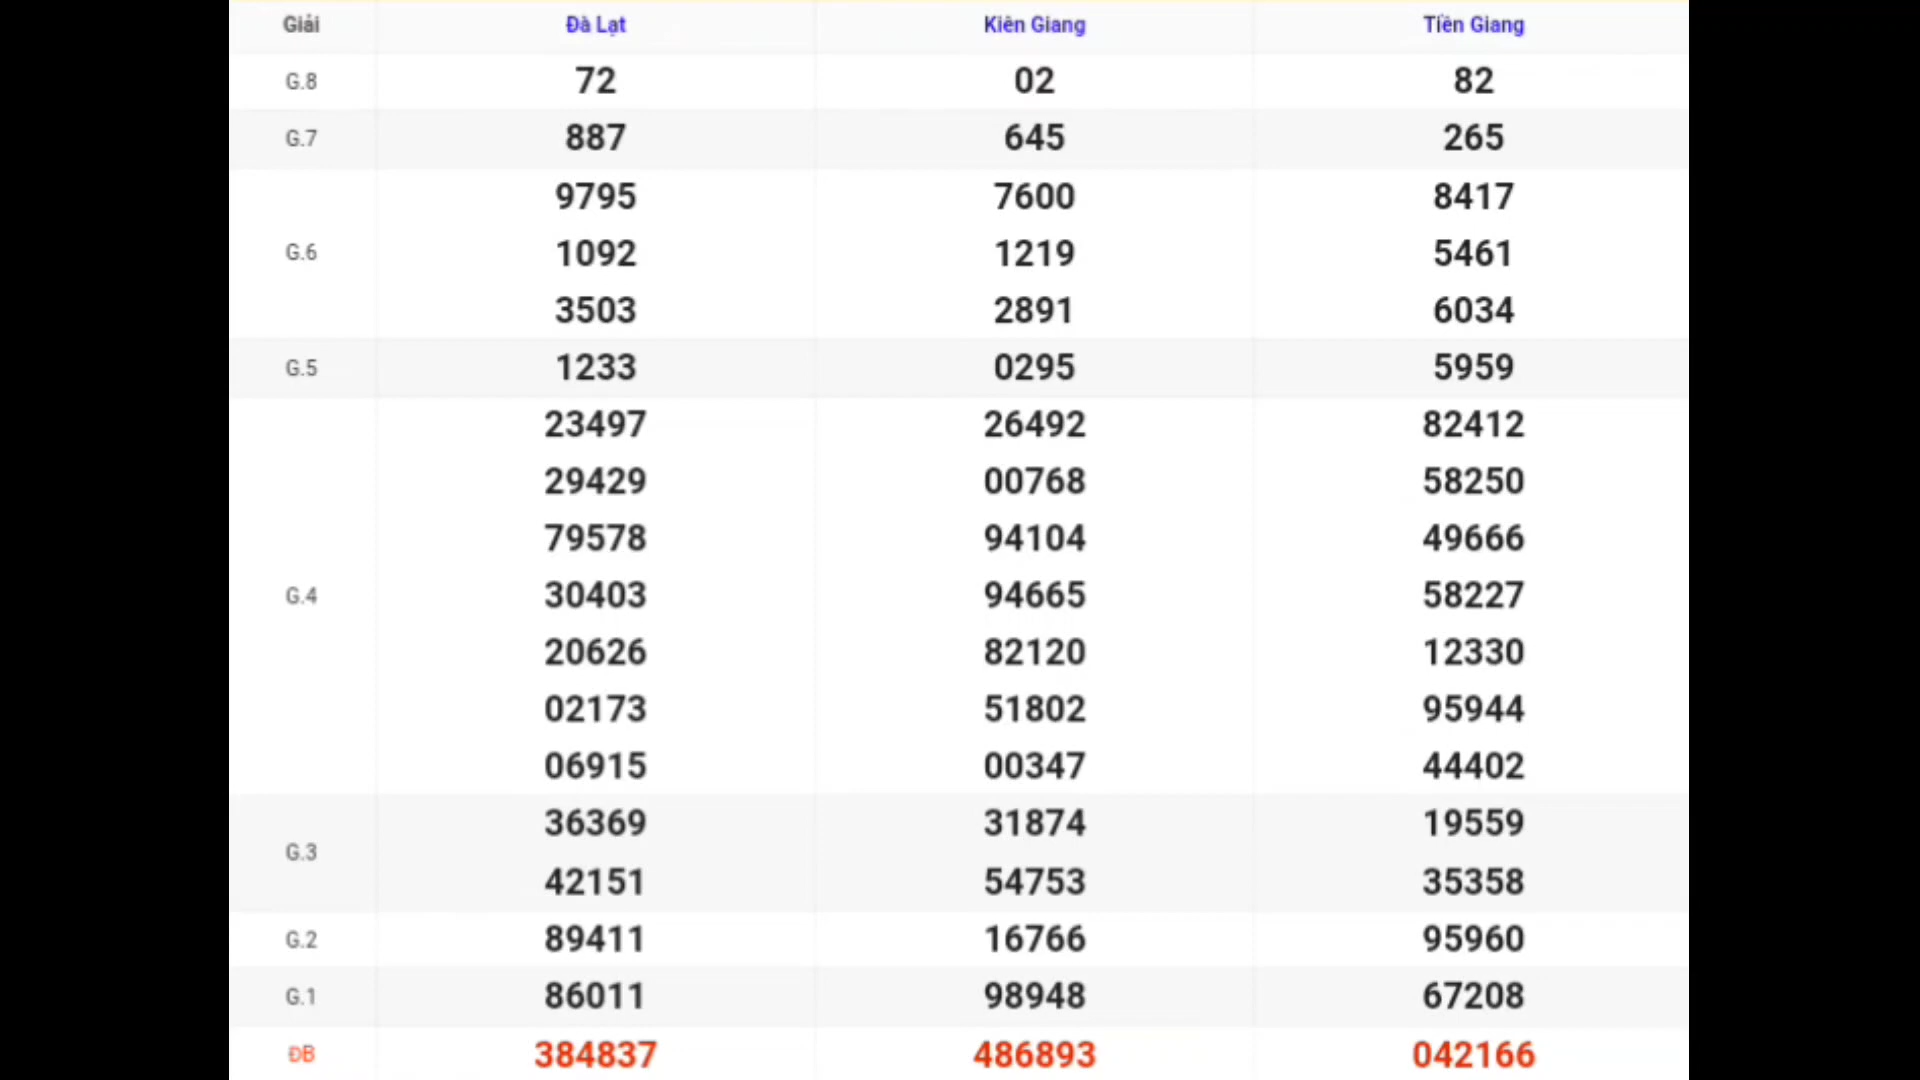 Giải Đà Lạt Kiên Giang Tiền Giang
G.8 72 02 82
G.7 887 645 265
9795 7600 8417
G.6 1092 1219 5461
3503 2891 6034
G.5 1233 0295 5959
23497 26492 82412
29429 00768 58250
79578 94104 49666
G.4 30403 94665 58227
20626 82120 12330
02173 51802 95944
06915 00347 44402
36369 31874 19559
G.3
42151 54753 35358
G.2 89411 16766 95960
G.1 86011 98948 67208
ĐB 384837 486893 042166